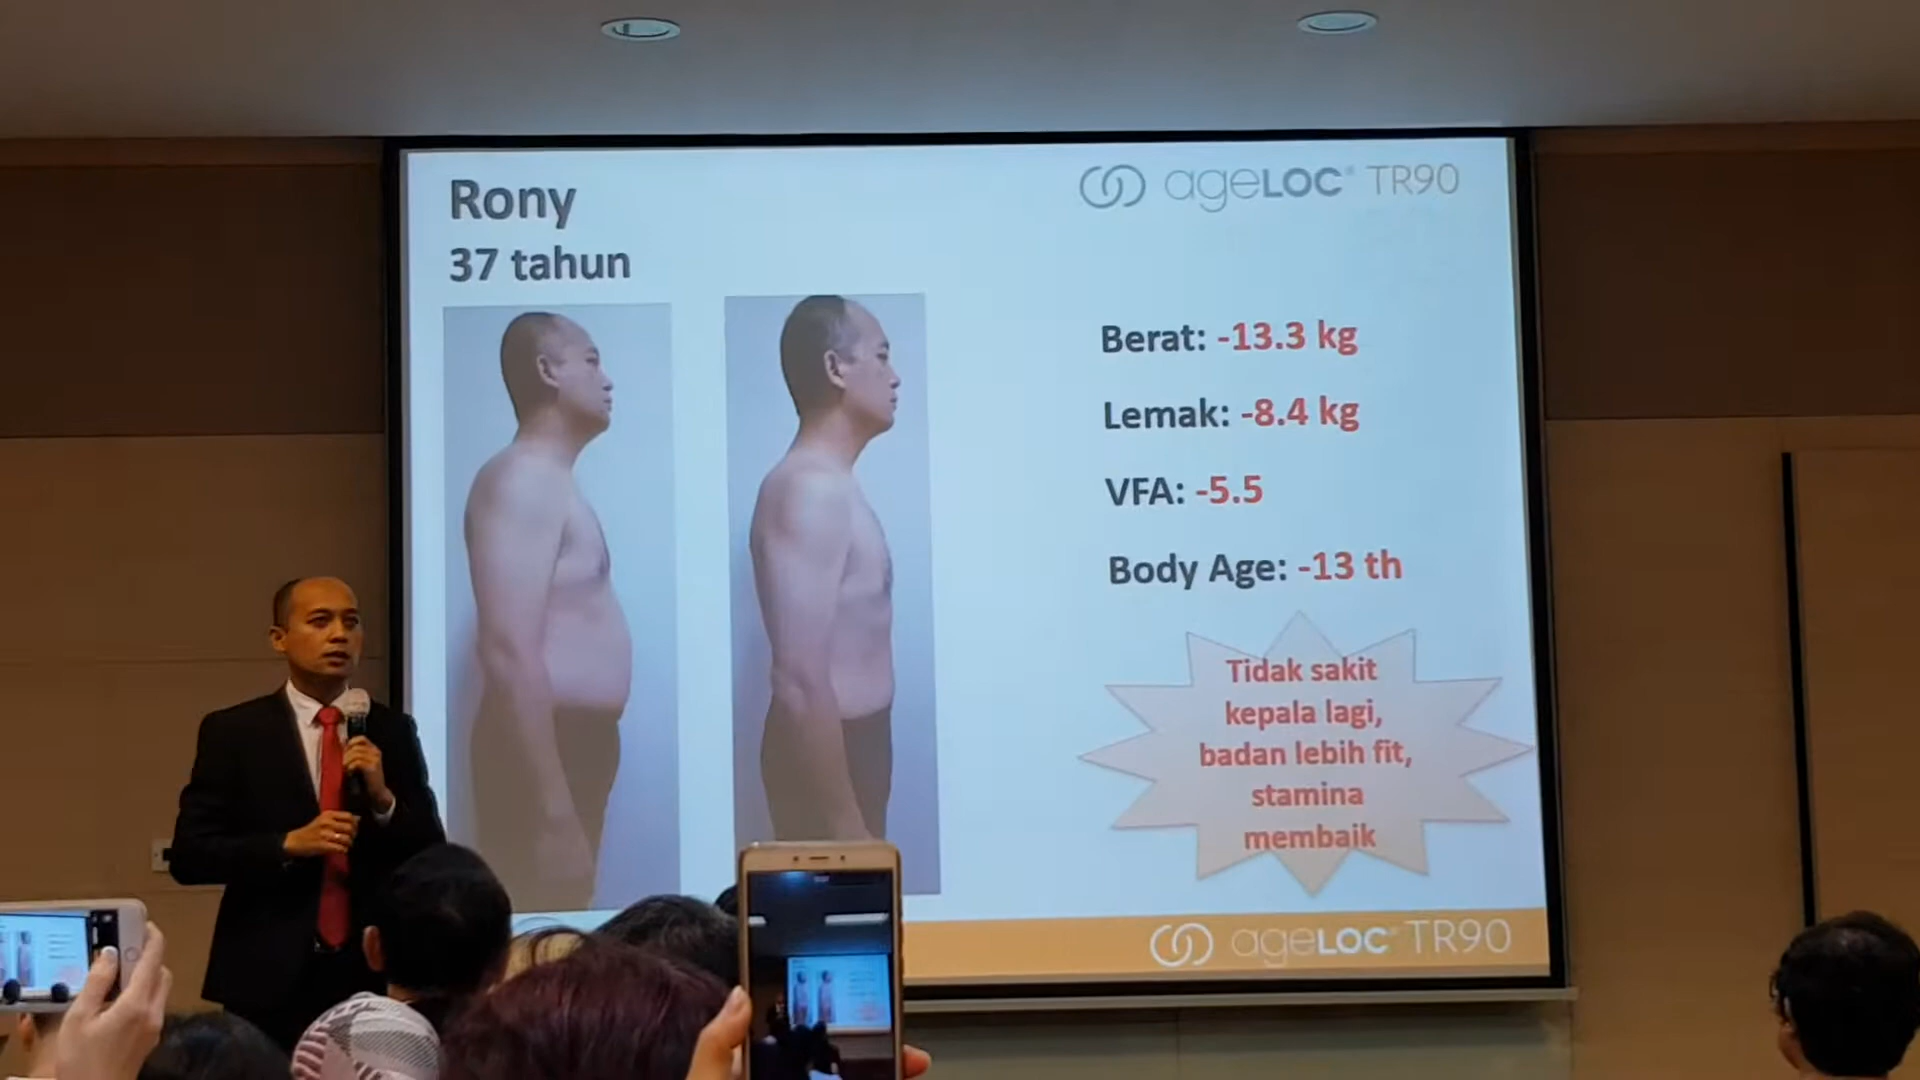 Rony
37 tahun
ageLOC® TR90
Berat: -13.3 kg
Lemak: -8.4 kg
VFA: -5.5
Body Age: -13 th
Tidak sakit
kepala lagi,
badan lebih fit,
stamina
membaik
ageLOC® TR90